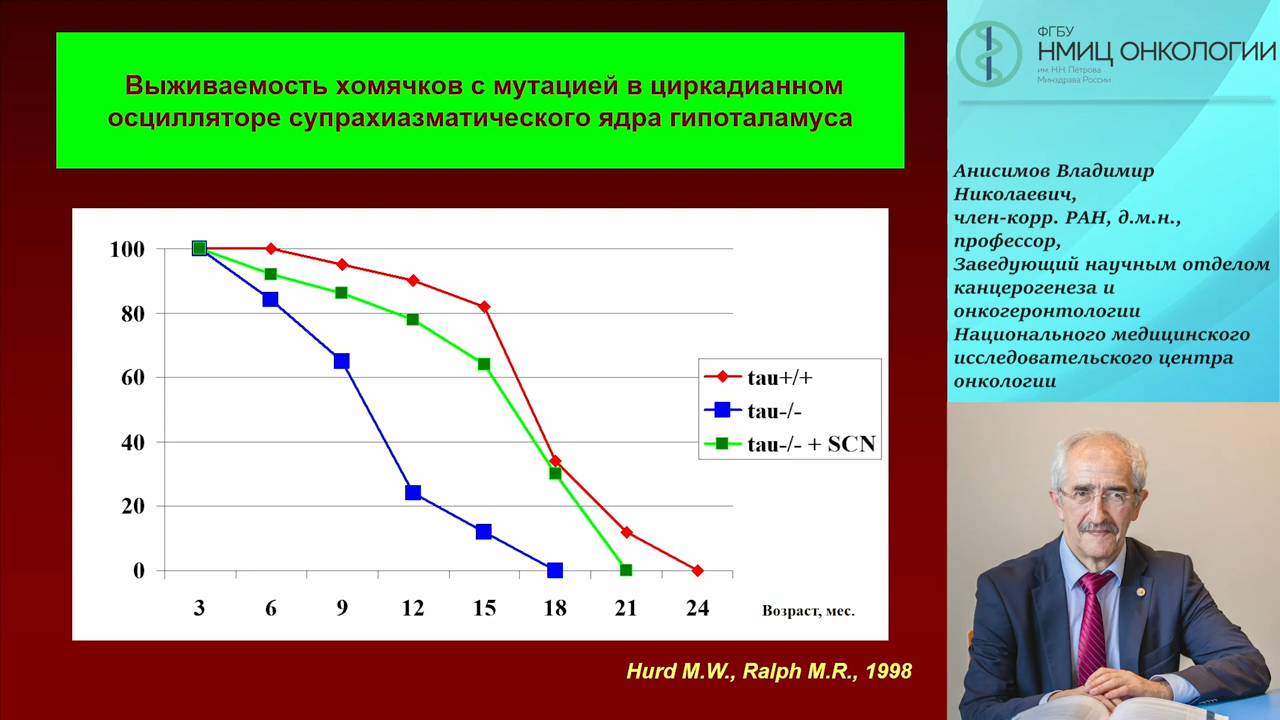 Выживаемость хомячков с мутацией в циркадианном
осцилляторе супрахиазматического ядра гипоталамуса
100
80
60
40
20
0
3 6 9 12 15 18 21 24 Возраст, мес.
tau+/+
tau-/-
tau-/- + SCN
Hurd M.W., Ralph M.R., 1998
ФГБУ
НМИЦ ОНКОЛОГИИ
им. Н.Н. Петрова
Минздрава России
Анисимов Владимир
Николаевич,
член-корр. РАН, д.м.н.,
профессор,
Заведующий научным отделом
канцерогенеза и
онкогеронтологии
Национального медицинского
исследовательского центра
онкологии